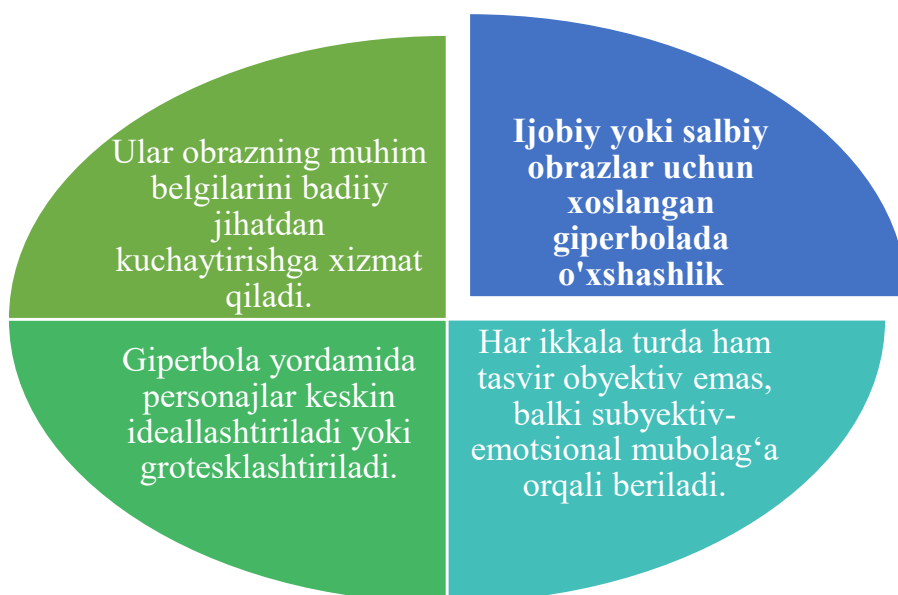 Ijobiy yoki salbiy
obrazlar uchun
xoslangan
giperbolada
o'xshashlik
Ular obrazning muhim
belgilarini badiiy
jihatdan
kuchaytirishga xizmat
qiladi.
Giperbola yordamida
personajlar keskin
ideallashtiriladi yoki
grotesklashtiriladi.
Har ikkala turda ham
tasvir obyektiv emas,
balki subyektiv-
emotsional mubolag‘a
orqali beriladi.